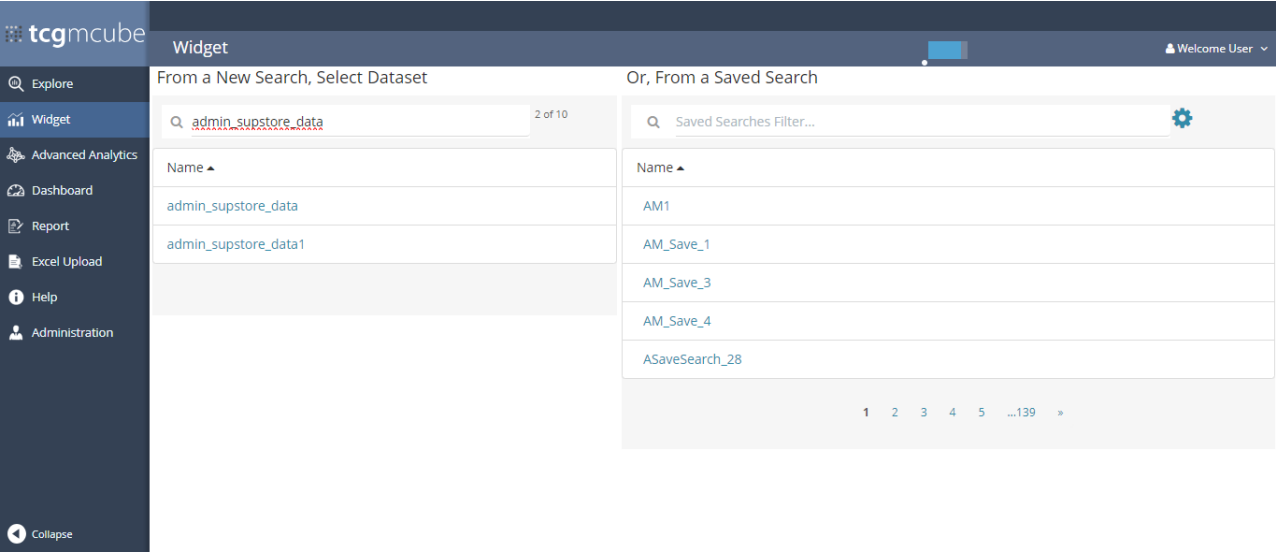 tcgmcube
Widget
Welcome User
Explore
Widget
Advanced Analytics
Dashboard
Report
Excel Upload
Help
Administration
Collapse
From a New Search, Select Dataset
admin_supstore_data
2 of 10
Name
admin_supstore_data
admin_supstore_data1
Or, From a Saved Search
Saved Searches Filter...
Name
AM1
AM_Save_1
AM_Save_3
AM_Save_4
ASaveSearch_28
1 2 3 4 5 ...139 »